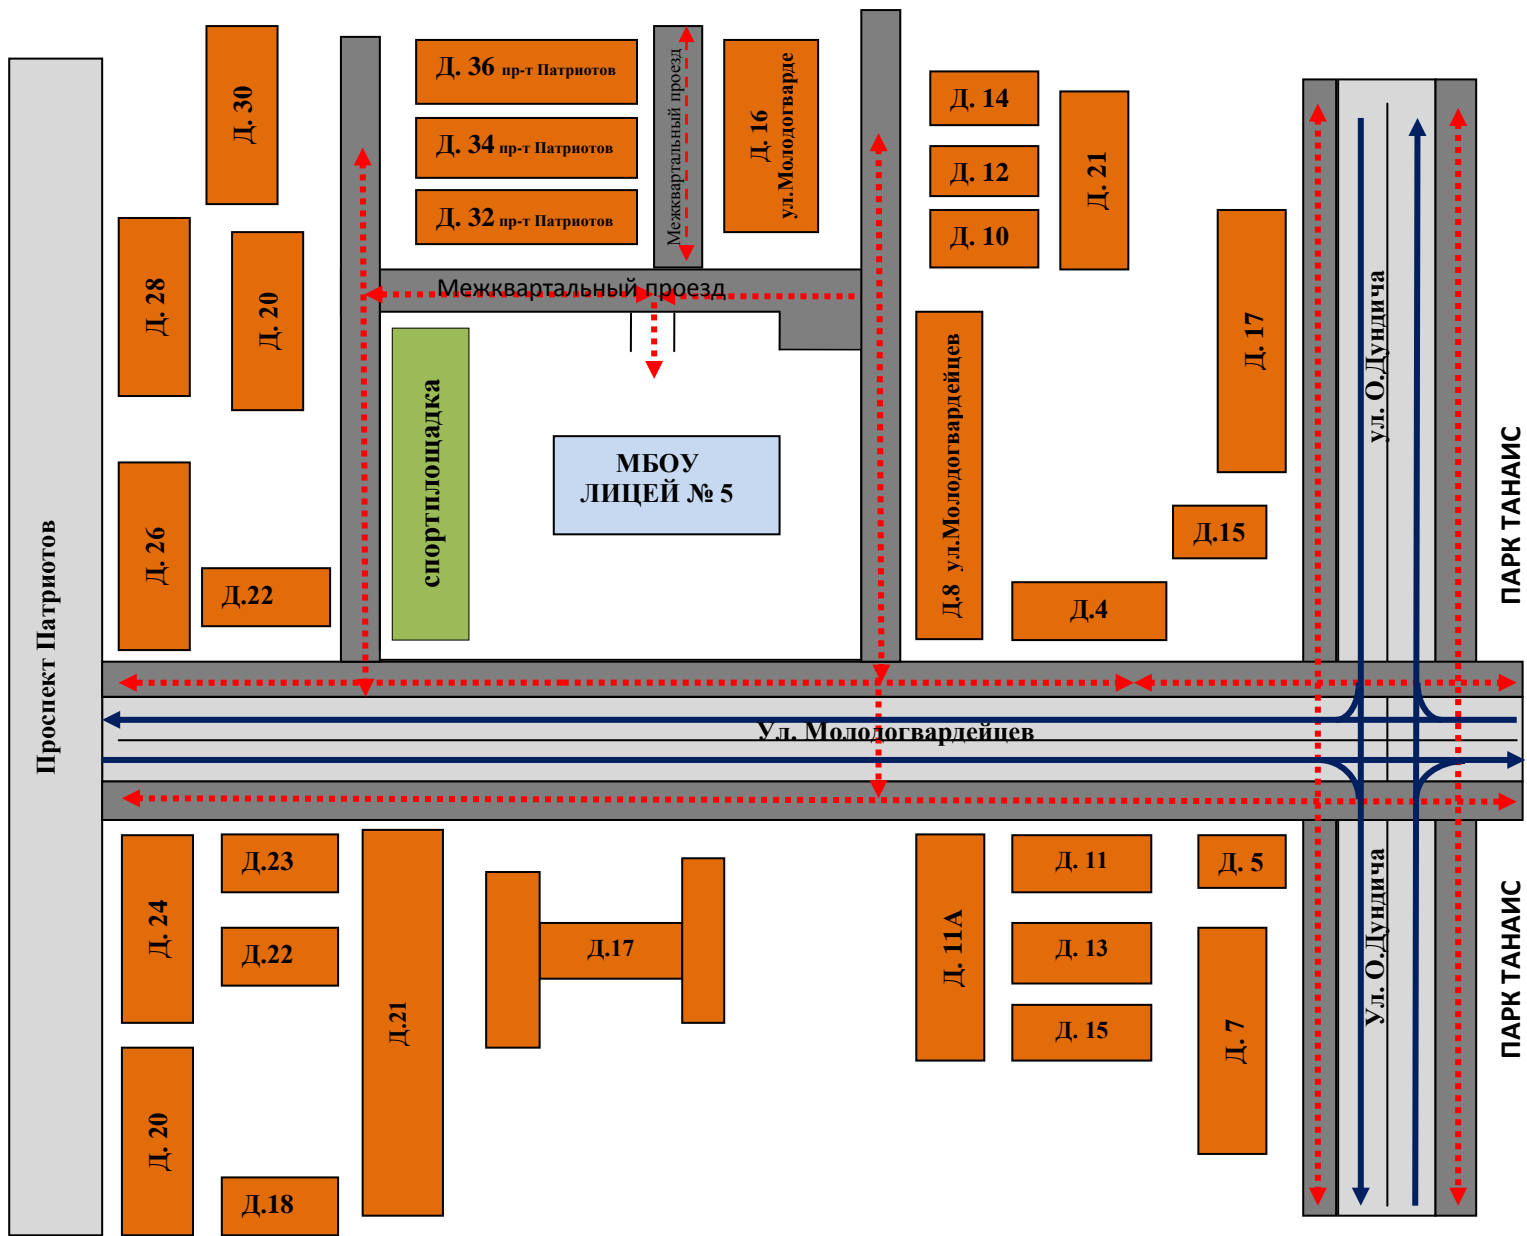 Д. 30
Д. 36 пр-т Патриотов
Межквартальный проезд
Д. 16
ул.Молодогварде
Д. 14
Д. 34 пр-т Патриотов
Д. 12
Д. 21
Д. 32 пр-т Патриотов
Д. 10
Д. 28
Д. 20
Межквартальный проезд
Д. 17
ул. О.Дундича
спортплощадка
МБОУ
ЛИЦЕЙ № 5
Д.8 ул.Молодогвардейцев
Д.15
ПАРК ТАНАИС
Д. 26
Д.22
Д.4
Проспект Патриотов
Ул. Молодогвардейцев
Д. 24
Д.23
Д.21
Д. 11А
Д. 11
Д. 5
Ул. О.Дундича
Д.22
Д.17
Д. 13
ПАРК ТАНАИС
Д. 15
Д. 7
Д. 20
Д.18